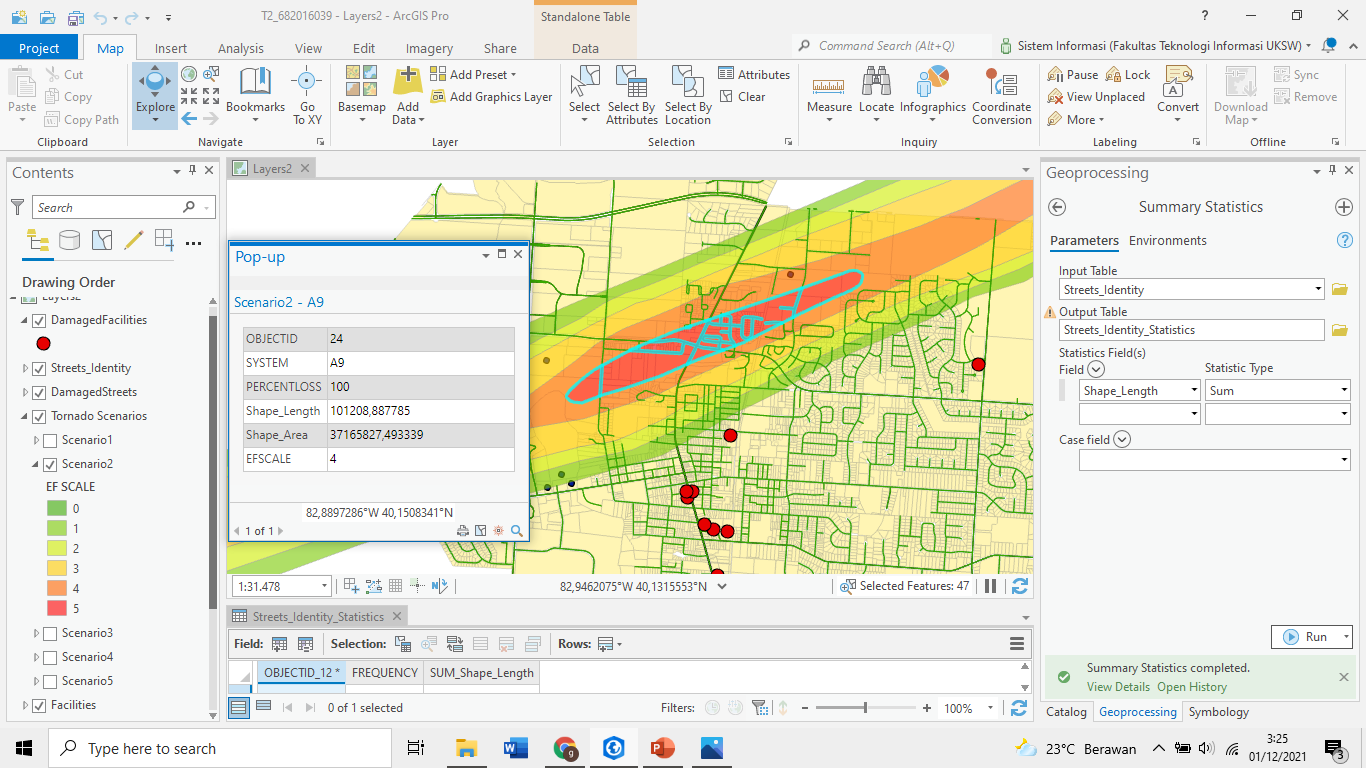 T2_682016039 - Layers2 - ArcGIS Pro
Standalone Table
?
Project
Map
Insert
Analysis
View
Edit
Imagery
Share
Data
Command Search (Alt+Q)
Sistem Informasi (Fakultas Teknologi Informasi UKSW)
Paste
Cut
Copy
Copy Path
Clipboard
Explore
Bookmarks
Go To XY
Navigate
Basemap
Add Data
Add Preset
Add Graphics Layer
Layer
Select
Select By Attributes
Select By Location
Attributes
Clear
Selection
Measure
Locate
Infographics
Coordinate Conversion
Inquiry
Pause
Lock
View Unplaced
More
Convert
Labeling
Download Map
Sync
Remove
Offline
Contents
Search
Drawing Order
Layers2
DamagedFacilities
Streets_Identity
DamagedStreets
Tornado Scenarios
Scenario1
Scenario2
EF SCALE
0
1
2
3
4
5
Scenario3
Scenario4
Scenario5
Facilities
Layers2
Pop-up
Scenario2 - A9
OBJECTID 24
SYSTEM A9
PERCENTLOSS 100
Shape_Length 101208,887785
Shape_Area 37165827,493339
EFSCALE 4
82,8897286°W 40,1508341°N
1 of 1
1:31.478
82,9462075°W 40,1315553°N
Selected Features: 47
Streets_Identity_Statistics
Field:
Selection:
Rows:
OBJECTID_12 *
FREQUENCY
SUM_Shape_Length
0 of 1 selected
Filters:
100%
Geoprocessing
Summary Statistics
Parameters
Environments
Input Table
Streets_Identity
Output Table
Streets_Identity_Statistics
Statistics Field(s)
Field
Statistic Type
Shape_Length
Sum
Case field
Run
Summary Statistics completed.
View Details Open History
Catalog
Geoprocessing
Symbology
Type here to search
23°C Berawan
3:25
01/12/2021
3